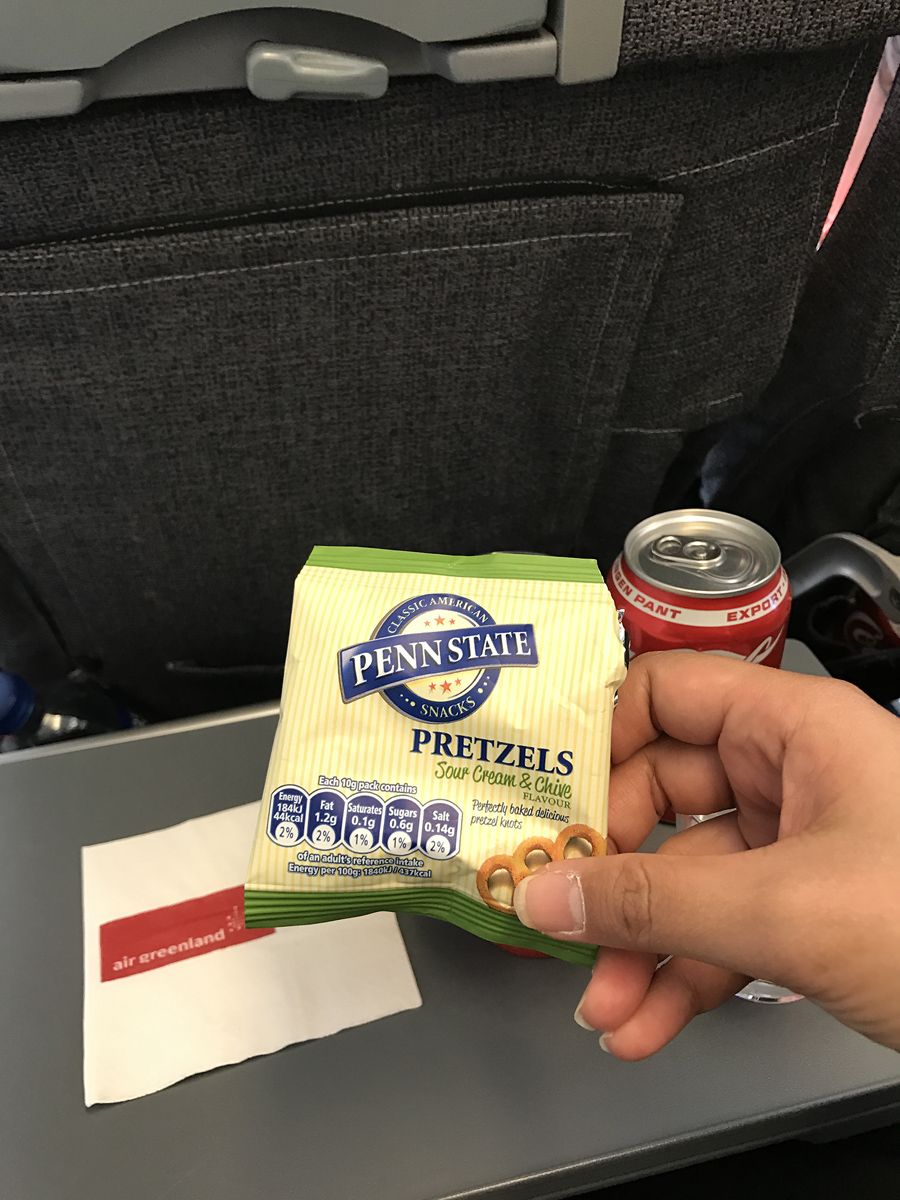 GEN PANT EXPORT
CLASSIC AMERICAN
PENN STATE
SNACKS
PRETZELS
Sour Cream & Chive
FLAVOUR
Perfectly baked delicious
pretzel knots
Each 10g pack contains
Energy
184kJ
44kcal
2%
Fat
1.2g
2%
Saturates
0.1g
1%
Sugars
0.6g
1%
Salt
0.14g
2%
of an adult's reference intake
Energy per 100g: 1840kJ / 437kcal
air greenland